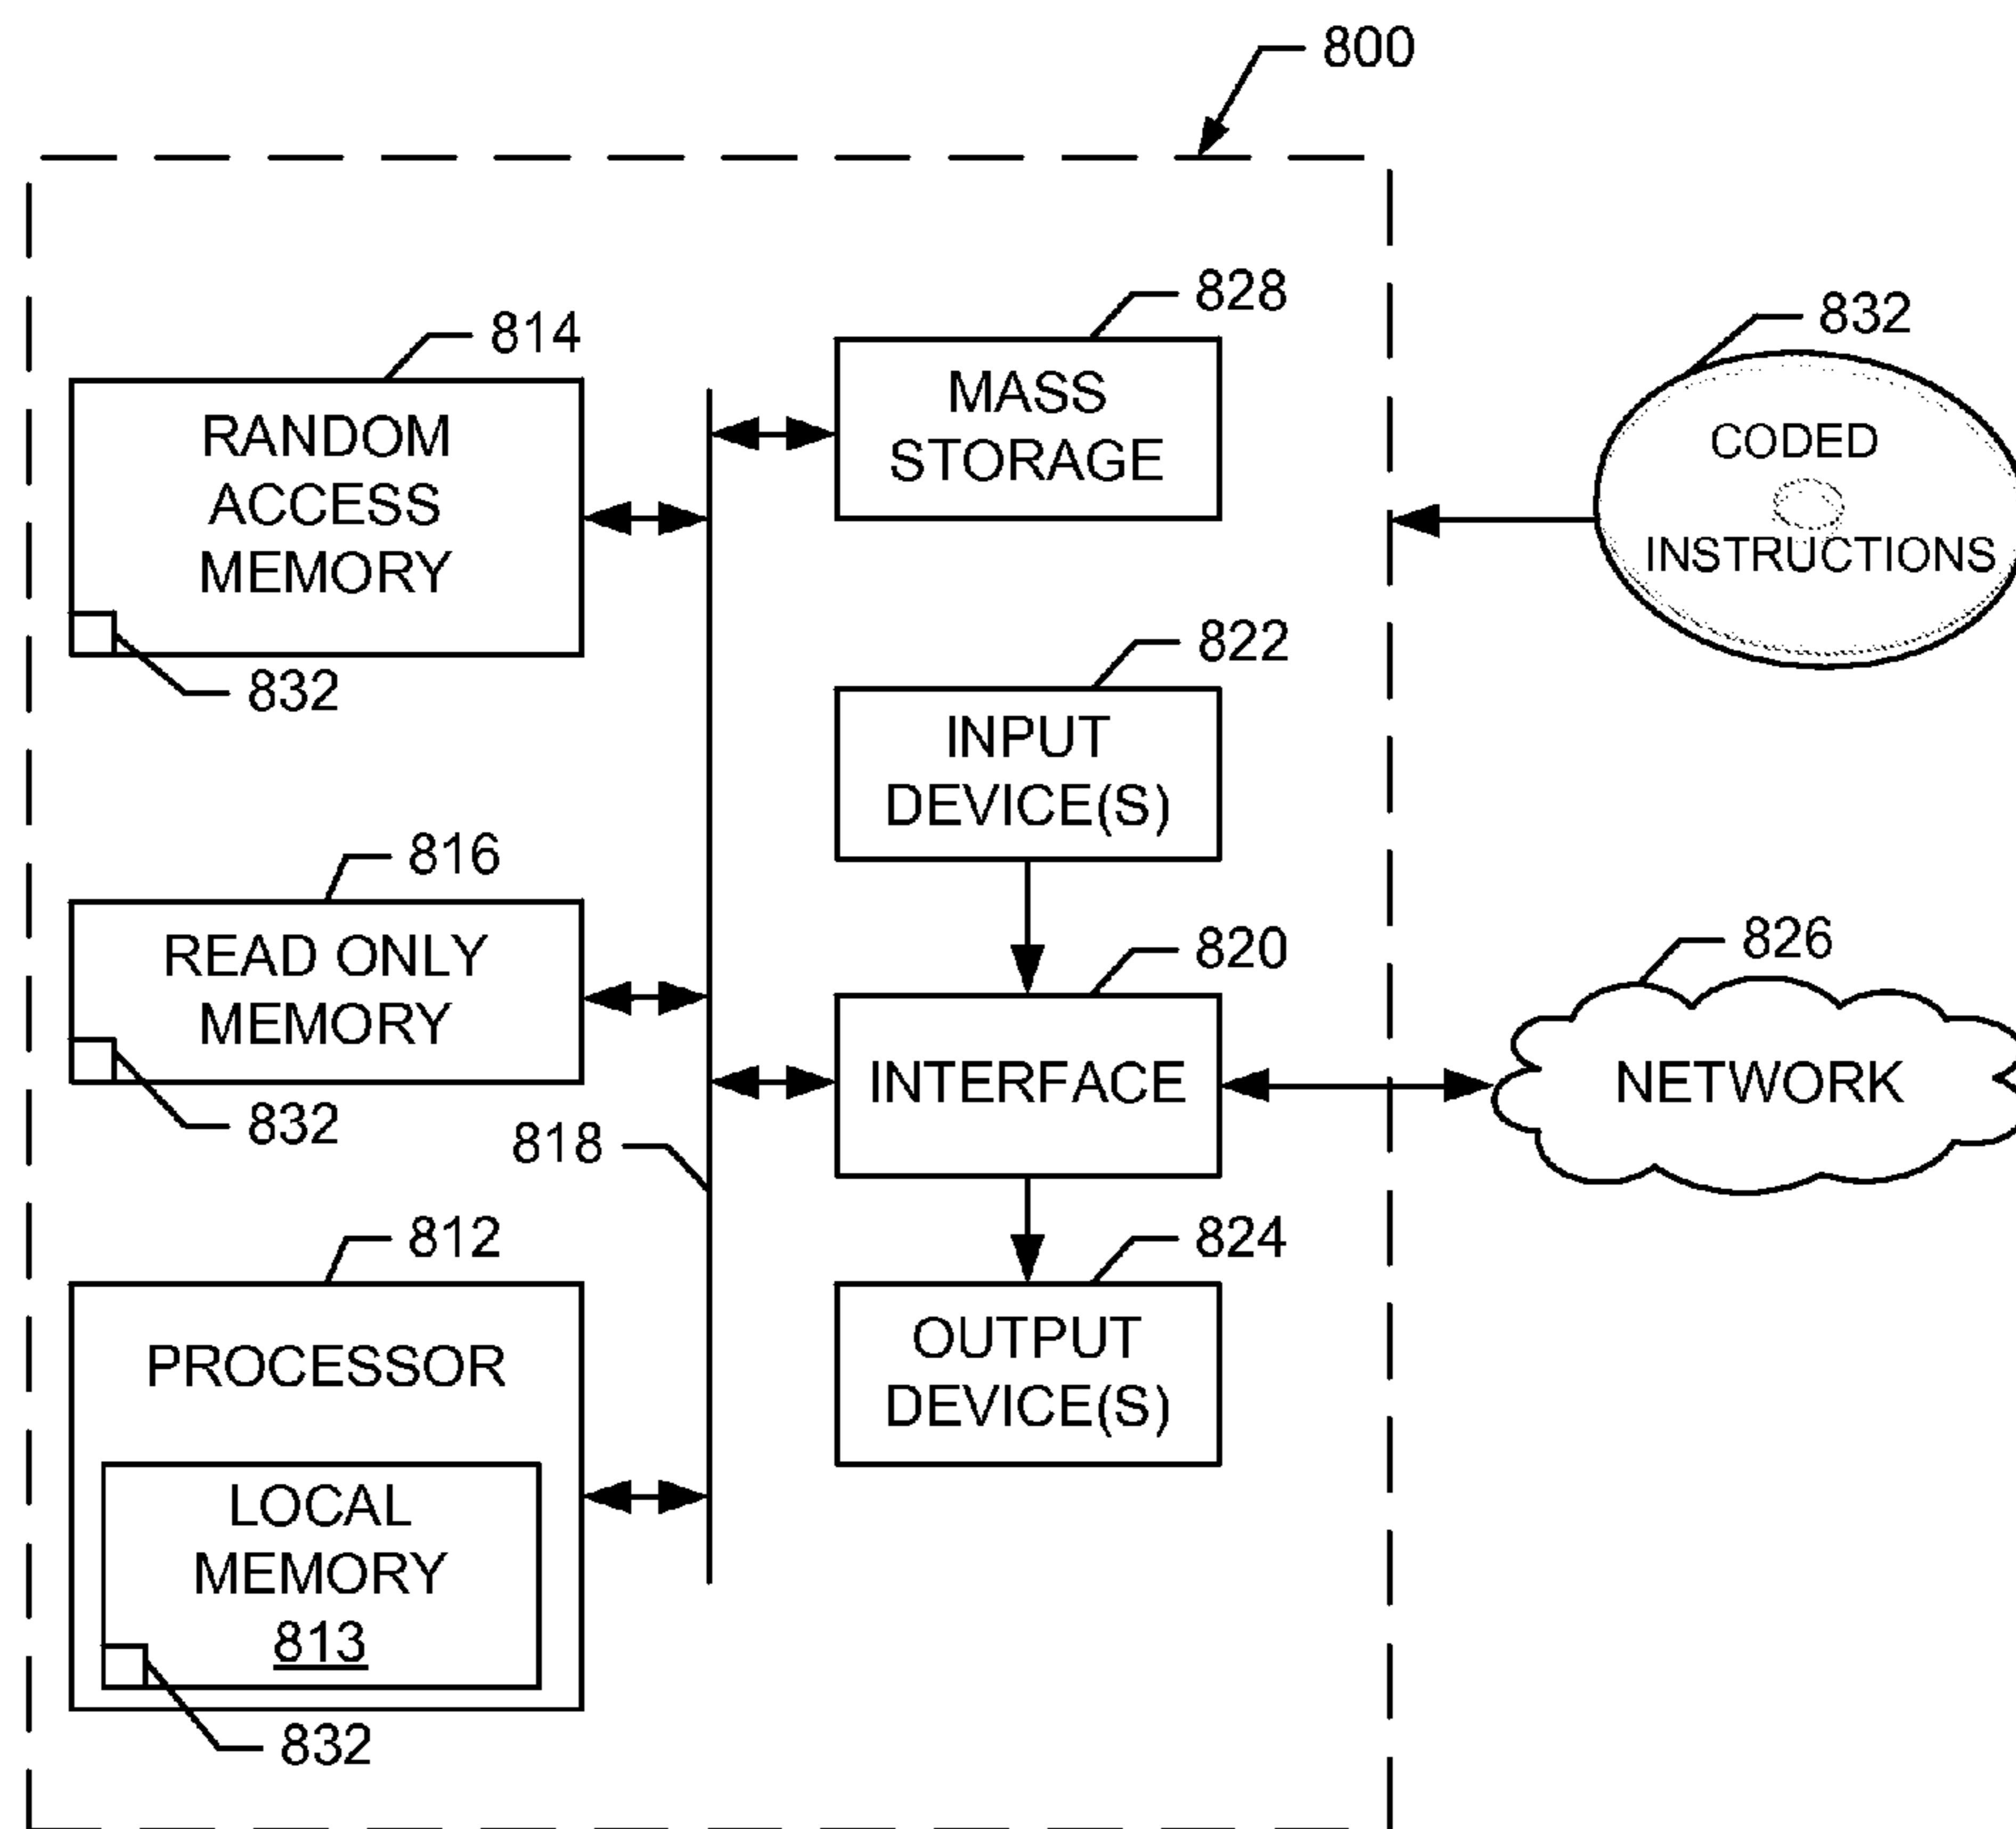 800
828
MASS
STORAGE
814
RANDOM
ACCESS
MEMORY
832
832
CODED
INSTRUCTIONS
822
INPUT
DEVICE(S)
816
READ ONLY
MEMORY
832
820
INTERFACE
826
NETWORK
818
812
PROCESSOR
LOCAL
MEMORY
813
832
824
OUTPUT
DEVICE(S)